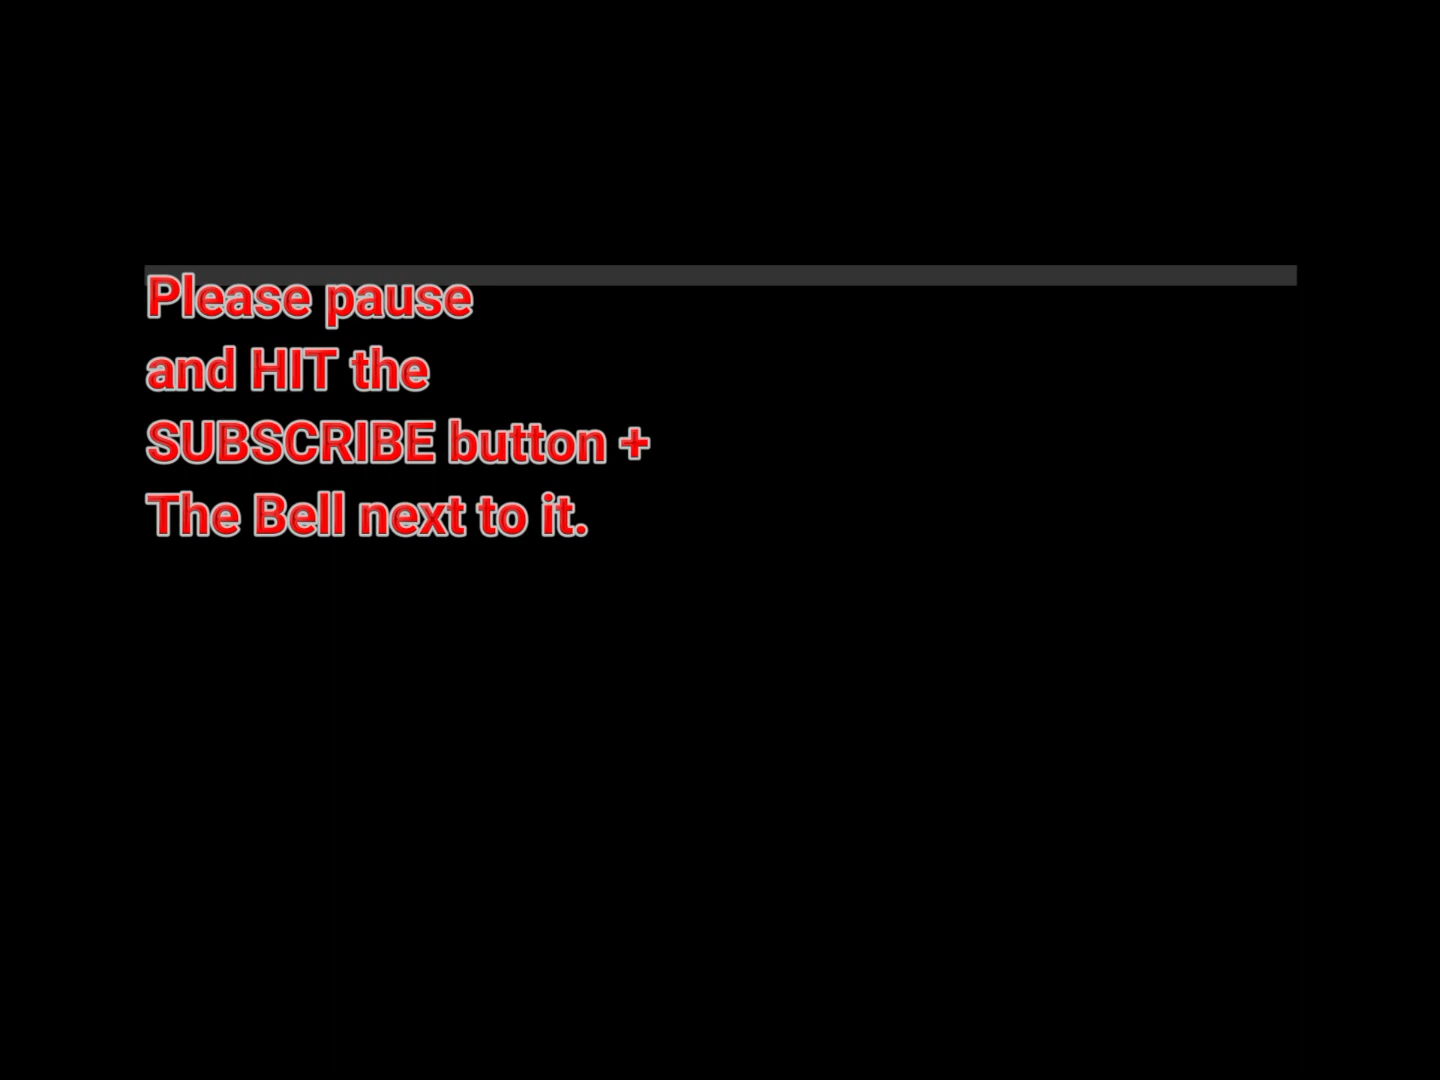 Please pause
and HIT the
SUBSCRIBE button +
The Bell next to it.